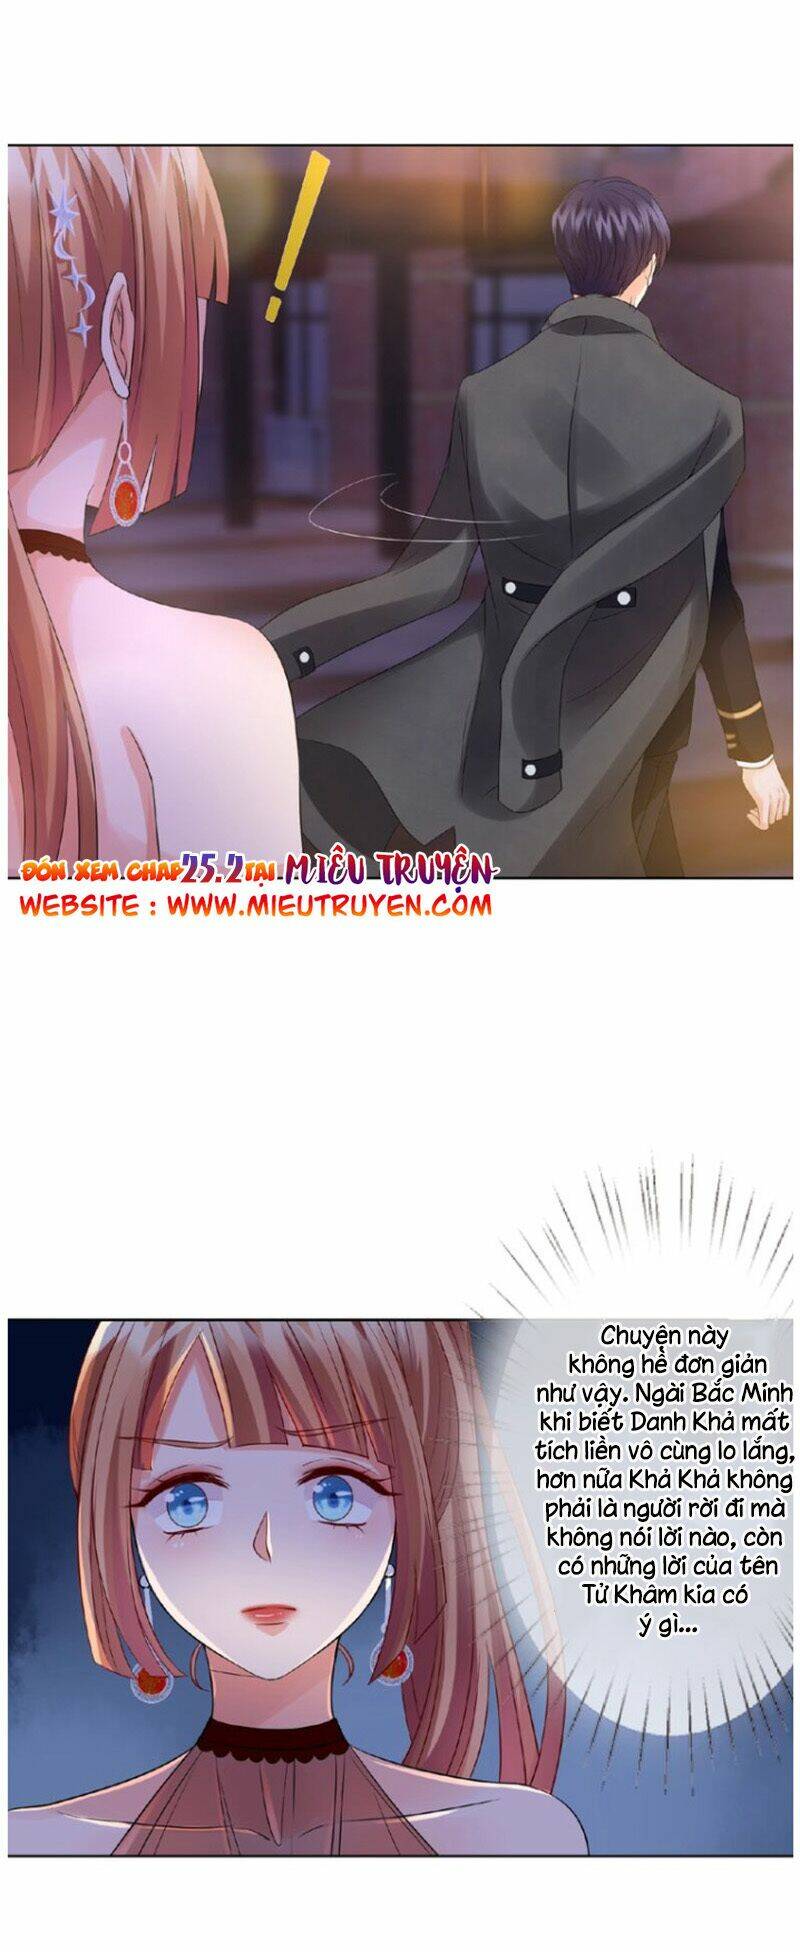 !
ĐÓN XEM CHAP 25.2 TẠI MIÊU TRUYỆN
WEBSITE : WWW.MIEUTRUYEN.COM
Chuyện này
không hề đơn giản
như vậy. Ngài Bắc Minh
khi biết Danh Khả mất
tích liền vô cùng lo lắng,
hơn nữa Khả Khả không
phải là người rời đi mà
không nói lời nào, còn
có những lời của tên
Tử Khâm kia có
ý gì...